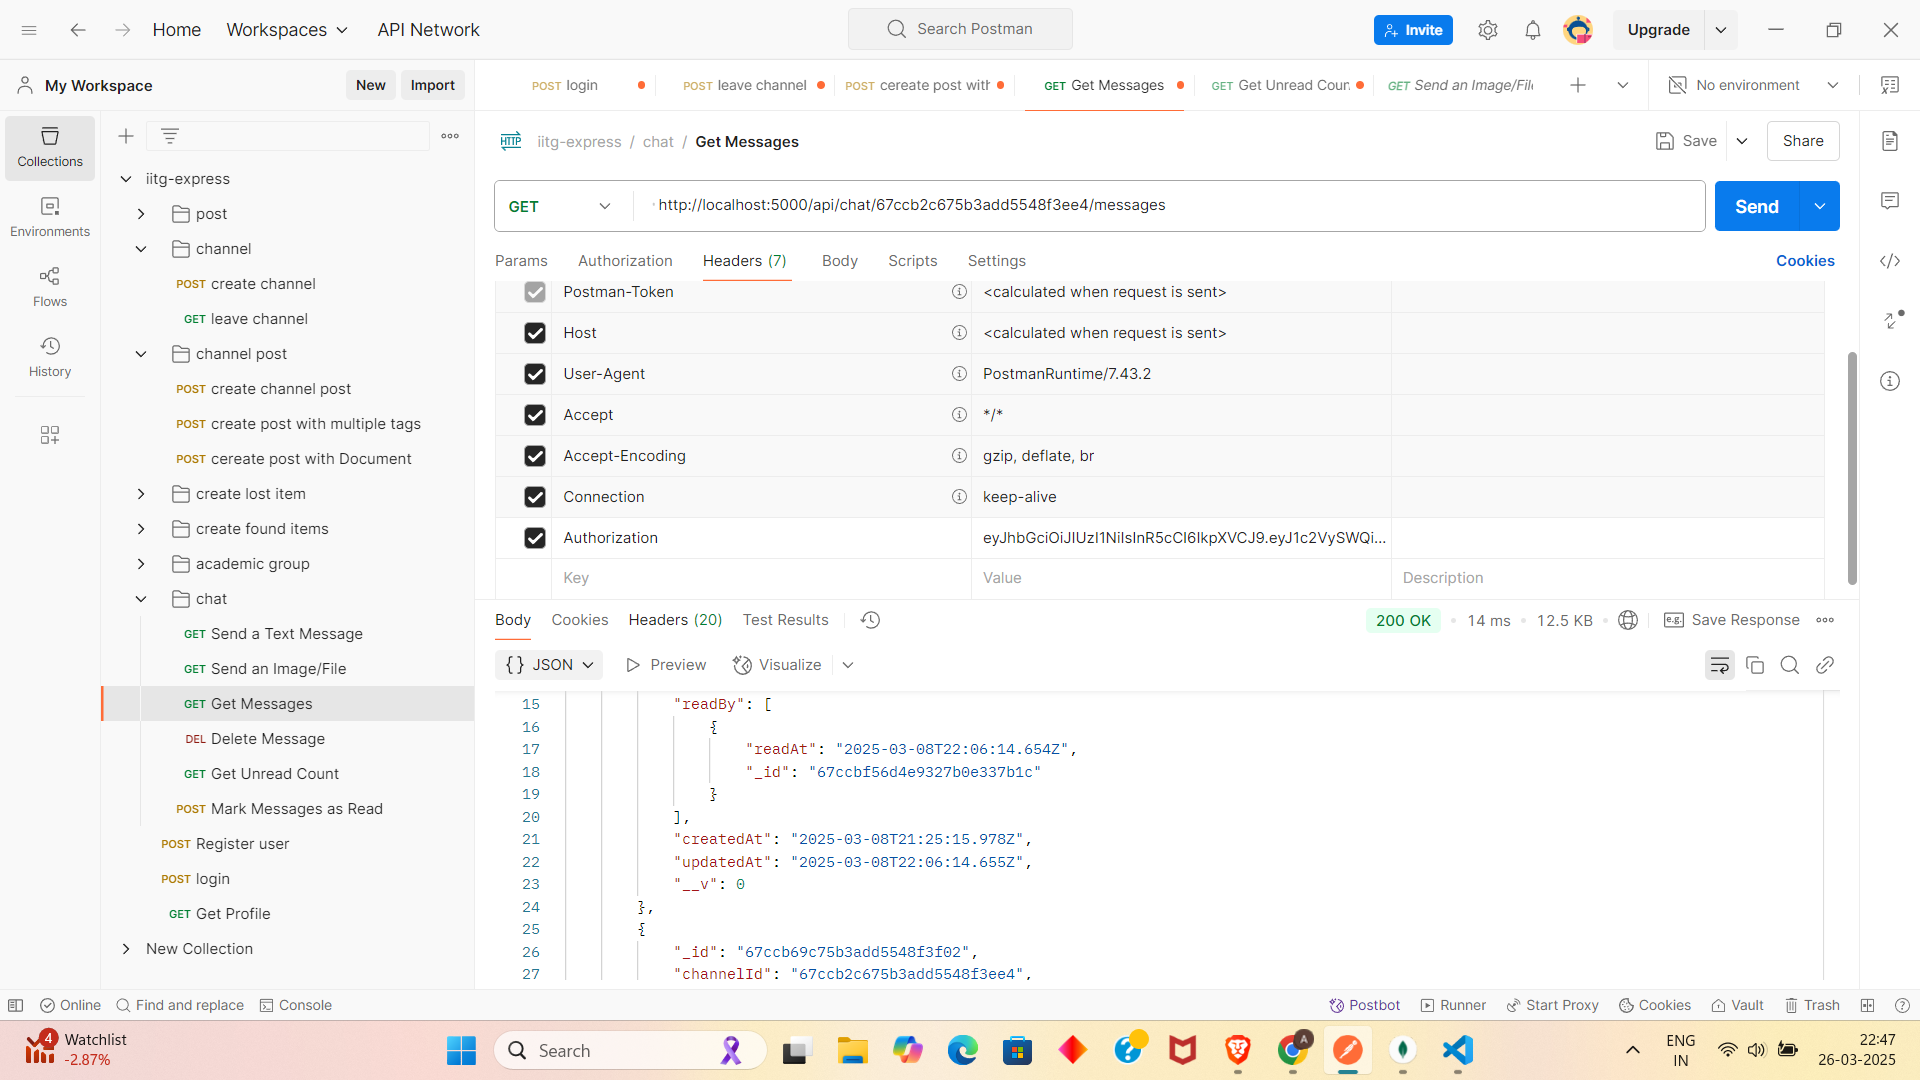 Home
Workspaces
API Network
Search Postman
Invite
Upgrade
My Workspace
New
Import
POST login
POST leave channel
POST cereate post with
GET Get Messages
GET Get Unread Coun
GET Send an Image/File
No environment
Collections
Environments
Flows
History
iitg-express
post
channel
POST create channel
GET leave channel
channel post
POST create channel post
POST create post with multiple tags
POST cereate post with Document
create lost item
create found items
academic group
chat
GET Send a Text Message
GET Send an Image/File
GET Get Messages
DEL Delete Message
GET Get Unread Count
POST Mark Messages as Read
POST Register user
POST login
GET Get Profile
New Collection
HTTP iitg-express / chat / Get Messages
Save
Share
GET
http://localhost:5000/api/chat/67ccb2c675b3add5548f3ee4/messages
Send
Params
Authorization
Headers (7)
Body
Scripts
Settings
Cookies
Postman-Token <calculated when request is sent>
Host <calculated when request is sent>
User-Agent PostmanRuntime/7.43.2
Accept */*
Accept-Encoding gzip, deflate, br
Connection keep-alive
Authorization eyJhbGciOiJIUzI1NiIsInR5cCI6IkpXVCJ9.eyJ1c2VySWQi...
Key Value Description
Body Cookies Headers (20) Test Results
200 OK • 14 ms • 12.5 KB • e.g. Save Response
{} JSON Preview Visualize
15 "readBy": [
16 {
17 "readAt": "2025-03-08T22:06:14.654Z",
18 "_id": "67ccbf56d4e9327b0e337b1c"
19 }
20 ],
21 "createdAt": "2025-03-08T21:25:15.978Z",
22 "updatedAt": "2025-03-08T22:06:14.655Z",
23 "__v": 0
24 },
25 {
26 "_id": "67ccb69c75b3add5548f3f02",
27 "channelId": "67ccb2c675b3add5548f3ee4",
Online Find and replace Console
Postbot Runner Start Proxy Cookies Vault Trash
4 Watchlist
-2.87%
Search
A
ENG
IN
22:47
26-03-2025